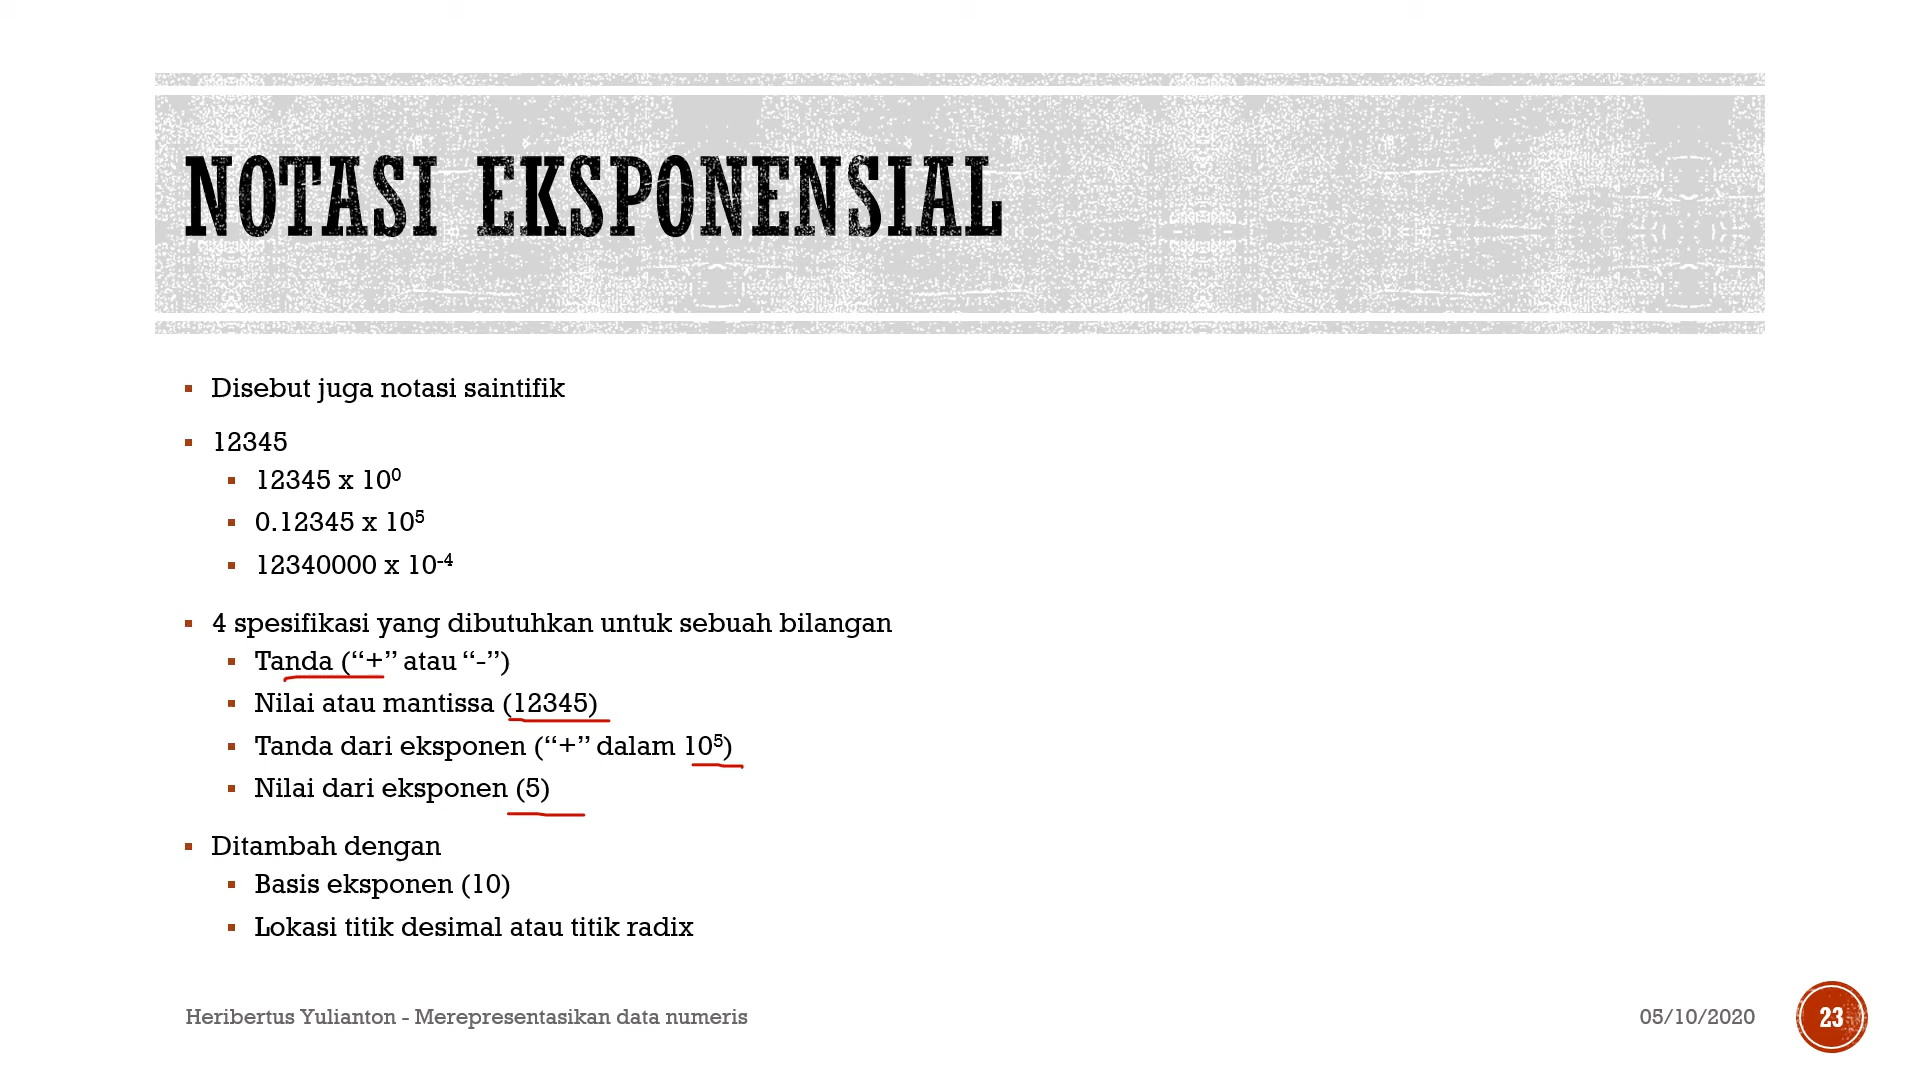 NOTASI EKSPONENSIAL
▪ Disebut juga notasi saintifik
▪ 12345
▪ 12345 x 10⁰
▪ 0.12345 x 10⁵
▪ 12340000 x 10⁻⁴
▪ 4 spesifikasi yang dibutuhkan untuk sebuah bilangan
▪ Tanda (“+” atau “-”)
▪ Nilai atau mantissa (12345)
▪ Tanda dari eksponen (“+” dalam 10⁵)
▪ Nilai dari eksponen (5)
▪ Ditambah dengan
▪ Basis eksponen (10)
▪ Lokasi titik desimal atau titik radix
Heribertus Yulianton - Merepresentasikan data numeris
05/10/2020
23